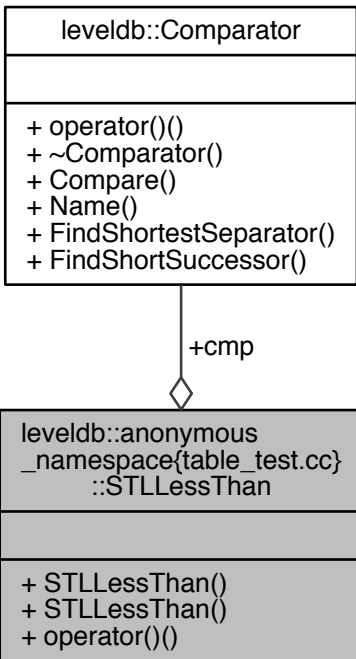 leveldb::Comparator
+ operator()()
+ ~Comparator()
+ Compare()
+ Name()
+ FindShortestSeparator()
+ FindShortSuccessor()
+cmp
leveldb::anonymous
_namespace{table_test.cc}
::STLLessThan
+ STLLessThan()
+ STLLessThan()
+ operator()()